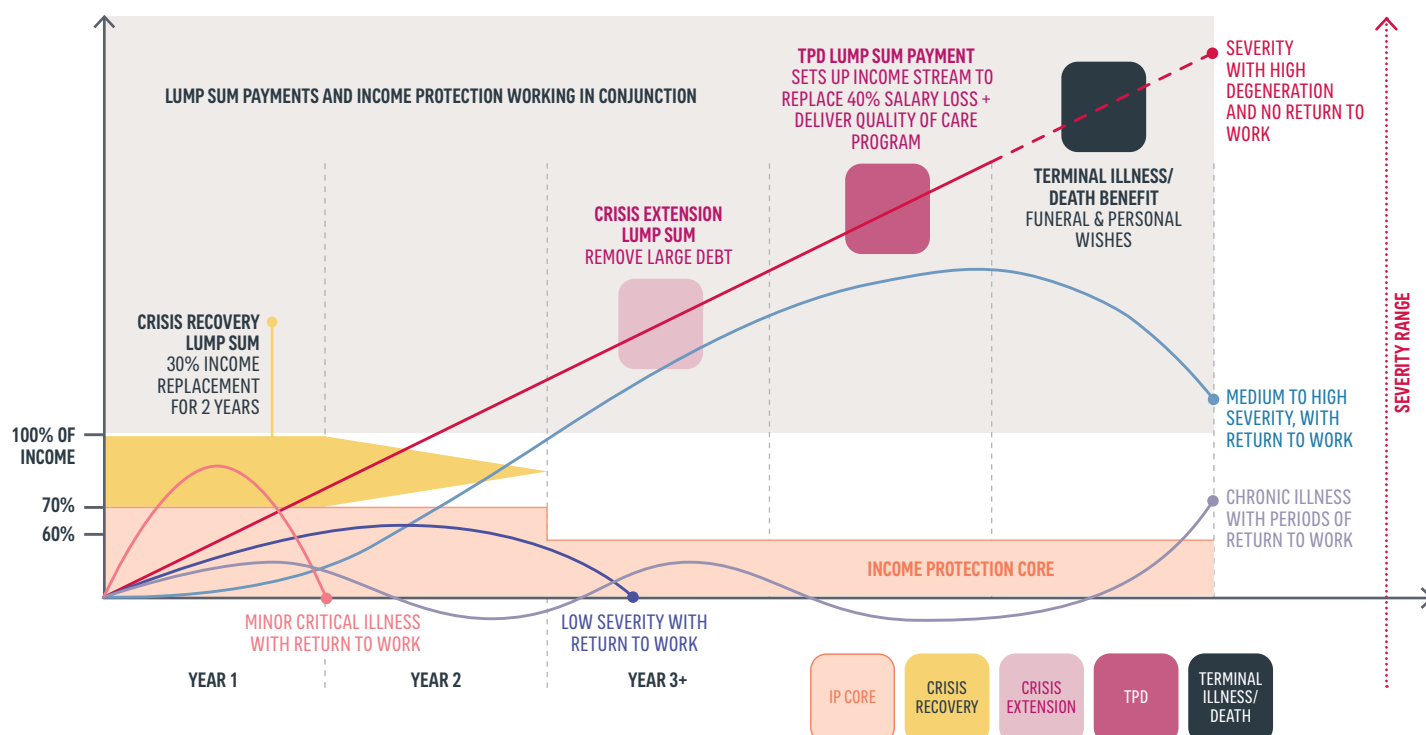 LUMP SUM PAYMENTS AND INCOME PROTECTION WORKING IN CONJUNCTION
TPD LUMP SUM PAYMENT
SETS UP INCOME STREAM TO
REPLACE 40% SALARY LOSS +
DELIVER QUALITY OF CARE
PROGRAM
SEVERITY
WITH HIGH
DEGENERATION
AND NO RETURN TO
WORK
TERMINAL ILLNESS/
DEATH BENEFIT
FUNERAL & PERSONAL
WISHES
CRISIS EXTENSION
LUMP SUM
REMOVE LARGE DEBT
CRISIS RECOVERY
LUMP SUM
30% INCOME
REPLACEMENT
FOR 2 YEARS
SEVERITY RANGE
MEDIUM TO HIGH
SEVERITY, WITH
RETURN TO WORK
100% OF
INCOME
70%
60%
CHRONIC ILLNESS
WITH PERIODS OF
RETURN TO WORK
INCOME PROTECTION CORE
MINOR CRITICAL ILLNESS
WITH RETURN TO WORK
LOW SEVERITY WITH
RETURN TO WORK
YEAR 1
YEAR 2
YEAR 3+
IP CORE
CRISIS
RECOVERY
CRISIS
EXTENSION
TPD
TERMINAL
ILLNESS/
DEATH